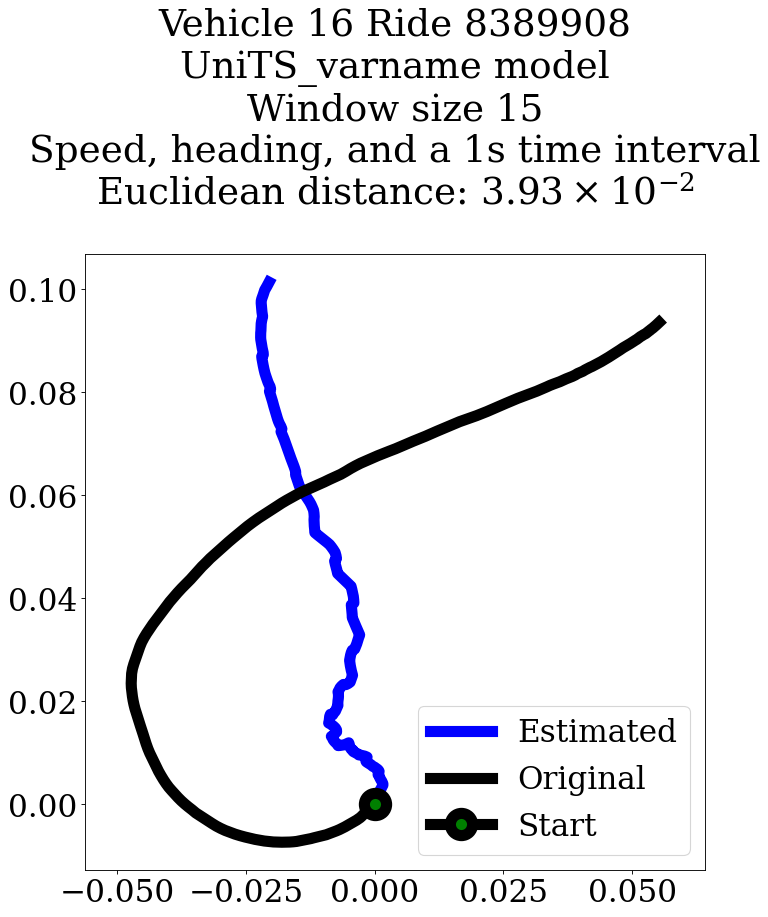 Vehicle 16 Ride 8389908
UniTS_varname model
Window size 15
Speed, heading, and a 1s time interval
Euclidean distance: 3.93 × 10⁻²
0.10
0.08
0.06
0.04
0.02
0.00
Estimated
Original
Start
−0.050 −0.025 0.000 0.025 0.050